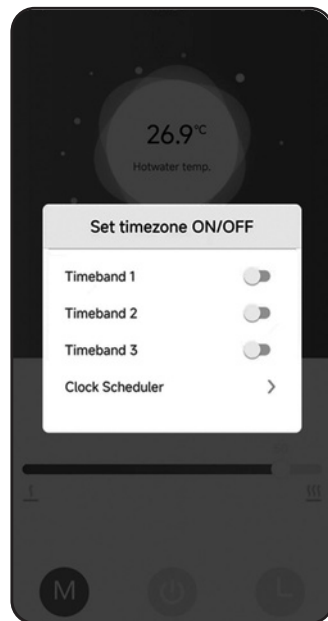 26.9°C
Hotwater temp.
Set timezone ON/OFF
Timeband 1
Timeband 2
Timeband 3
Clock Scheduler
M